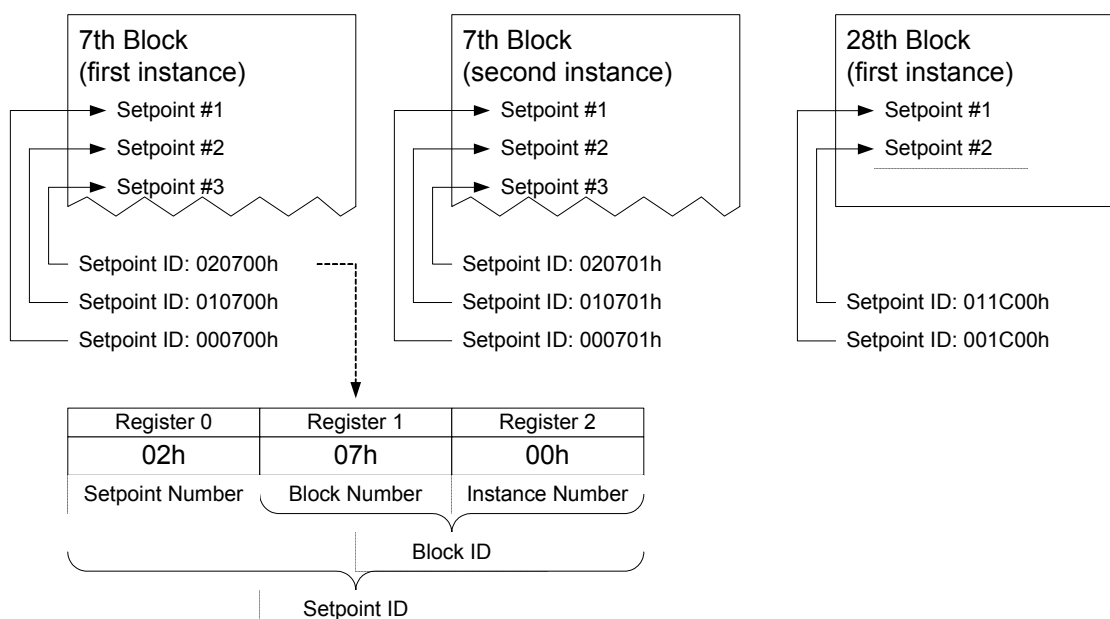 7th Block
(first instance)
Setpoint #1
Setpoint #2
Setpoint #3
Setpoint ID: 020700h
Setpoint ID: 010700h
Setpoint ID: 000700h
7th Block
(second instance)
Setpoint #1
Setpoint #2
Setpoint #3
Setpoint ID: 020701h
Setpoint ID: 010701h
Setpoint ID: 000701h
28th Block
(first instance)
Setpoint #1
Setpoint #2
Setpoint ID: 011C00h
Setpoint ID: 001C00h
Register 0 Register 1 Register 2
02h 07h 00h
Setpoint Number Block Number Instance Number
Block ID
Setpoint ID